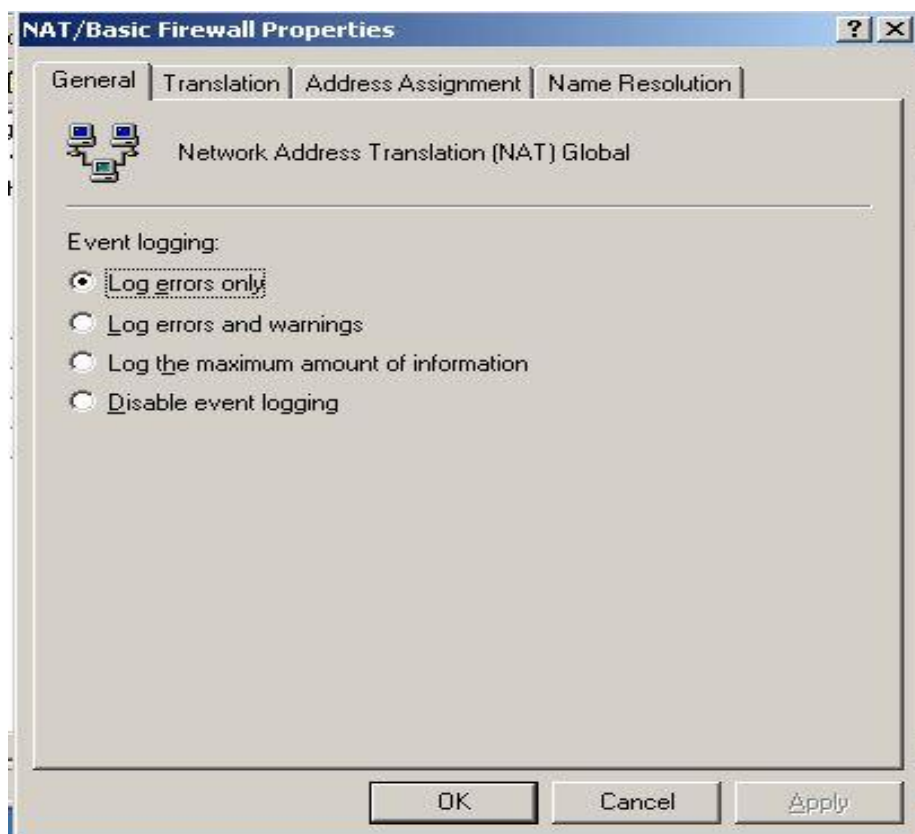 NAT/Basic Firewall Properties
General Translation Address Assignment Name Resolution
Network Address Translation (NAT) Global
Event logging:
Log errors only
Log errors and warnings
Log the maximum amount of information
Disable event logging
OK Cancel Apply